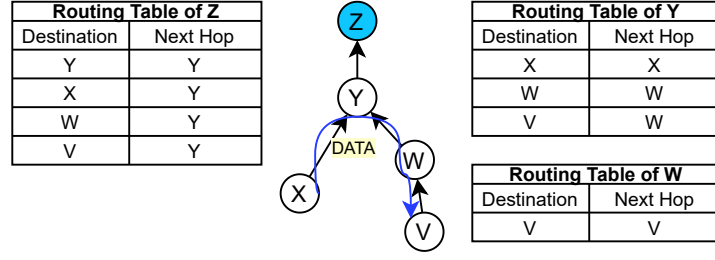 Routing Table of Z
Destination Next Hop
Y Y
X Y
W Y
V Y
Z
Y
DATA
W
X
V
Routing Table of Y
Destination Next Hop
X X
W W
V W
Routing Table of W
Destination Next Hop
V V